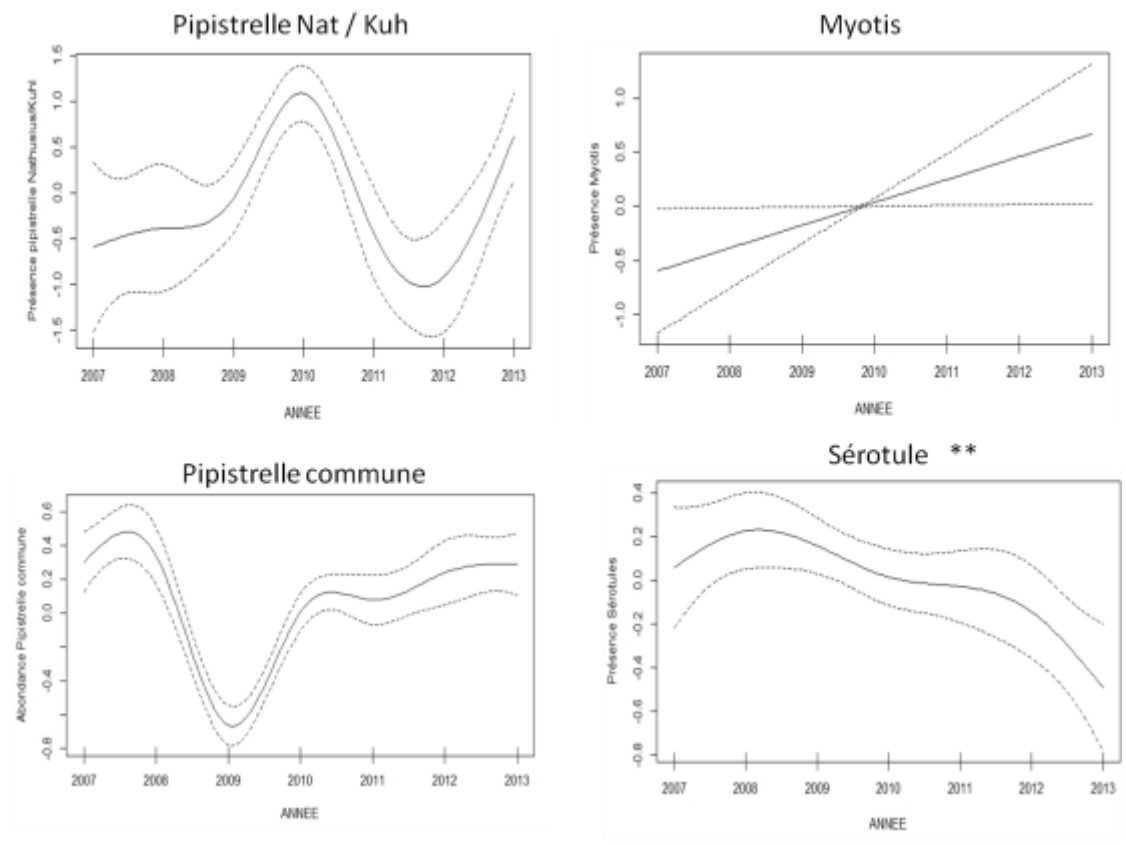 Pipistrelle Nat / Kuh
Présence pipistrelle Nathusius/Kuhl
1.5
1.0
0.5
0.0
-0.5
-1.0
-1.5
2007 2008 2009 2010 2011 2012 2013
ANNEE
Myotis
Présence Myotis
1.0
0.5
0.0
-0.5
-1.0
2007 2008 2009 2010 2011 2012 2013
ANNEE
Pipistrelle commune
Abondance Pipistrelle commune
0.6
0.2
0.0
-0.4
-0.8
2007 2008 2009 2010 2011 2012 2013
ANNEE
Sérotule **
Présence Sérotules
0.4
0.2
0.0
-0.2
-0.4
-0.6
-0.8
2007 2008 2009 2010 2011 2012 2013
ANNEE